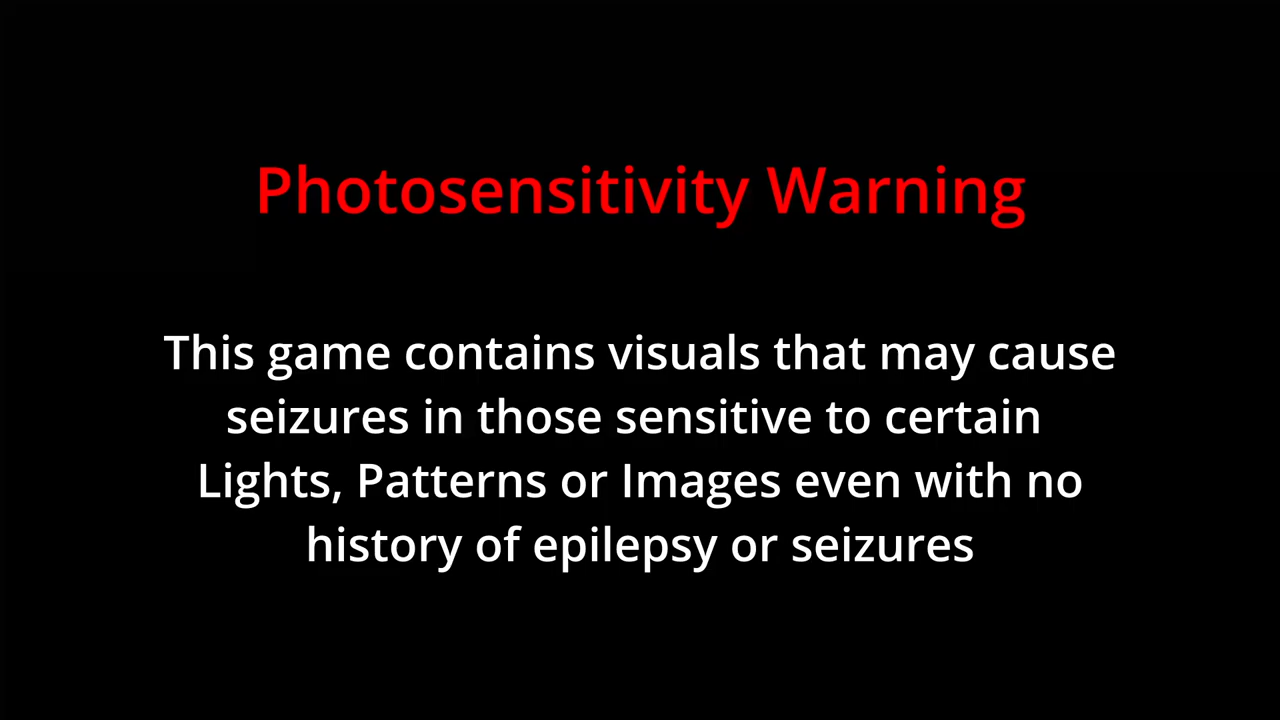 Photosensitivity Warning
This game contains visuals that may cause
seizures in those sensitive to certain
Lights, Patterns or Images even with no
history of epilepsy or seizures